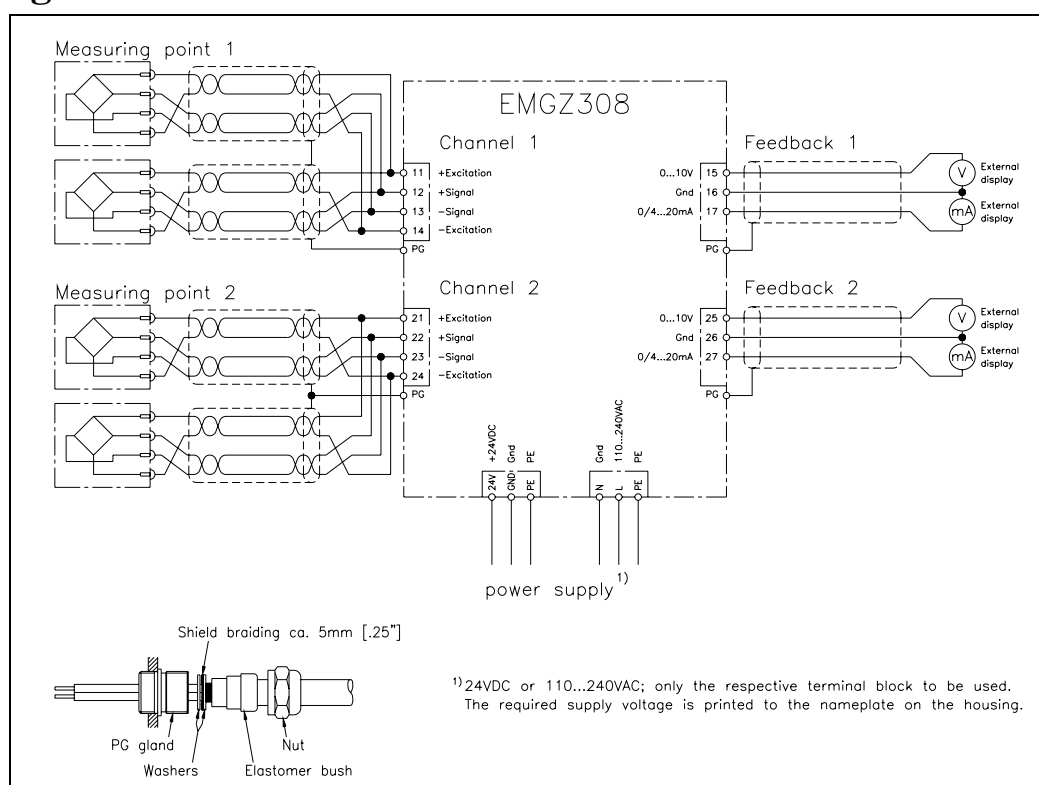 Measuring point 1
EMGZ308
Channel 1
11 +Excitation
12 +Signal
13 -Signal
14 -Excitation
PG
Feedback 1
0...10V 15
Gnd 16
0/4...20mA 17
PG
V External display
mA External display
Measuring point 2
Channel 2
21 +Excitation
22 +Signal
23 -Signal
24 -Excitation
PG
Feedback 2
0...10V 25
Gnd 26
0/4...20mA 27
PG
V External display
mA External display
+24VDC Gnd PE
24V GND PE
Gnd 110...240VAC PE
N L PE
power supply 1)
Shield braiding ca. 5mm [.25"]
PG gland
Washers
Elastomer bush
Nut
1) 24VDC or 110...240VAC; only the respective terminal block to be used.
The required supply voltage is printed to the nameplate on the housing.